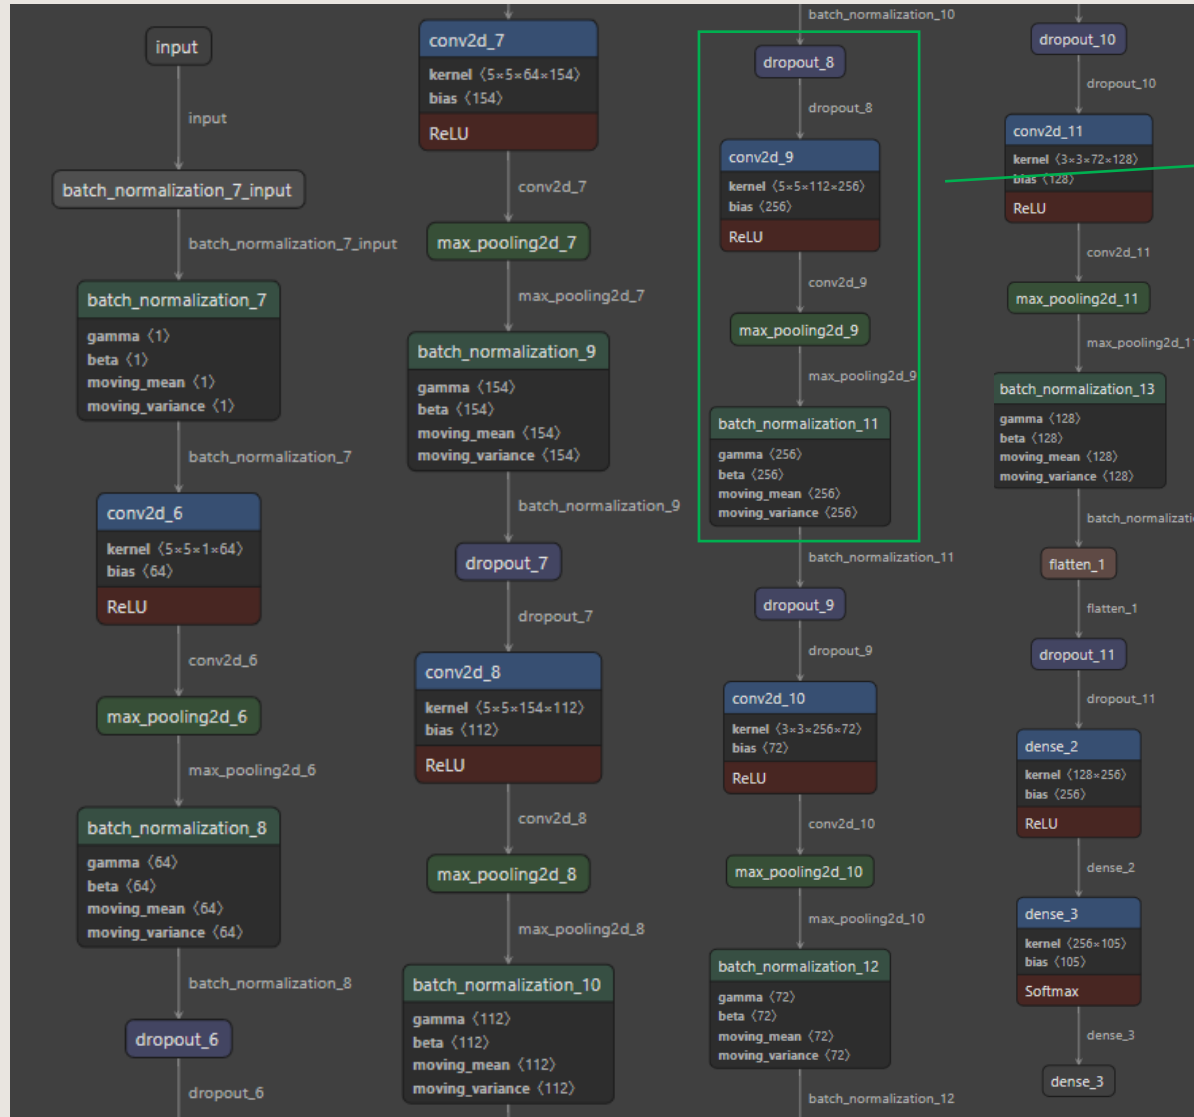 input
input
batch_normalization_7_input
batch_normalization_7_input
batch_normalization_7
gamma ⟨1⟩
beta ⟨1⟩
moving_mean ⟨1⟩
moving_variance ⟨1⟩
batch_normalization_7
conv2d_6
kernel ⟨5×5×1×64⟩
bias ⟨64⟩
ReLU
conv2d_6
max_pooling2d_6
max_pooling2d_6
batch_normalization_8
gamma ⟨64⟩
beta ⟨64⟩
moving_mean ⟨64⟩
moving_variance ⟨64⟩
batch_normalization_8
dropout_6
dropout_6
conv2d_7
kernel ⟨5×5×64×154⟩
bias ⟨154⟩
ReLU
conv2d_7
max_pooling2d_7
max_pooling2d_7
batch_normalization_9
gamma ⟨154⟩
beta ⟨154⟩
moving_mean ⟨154⟩
moving_variance ⟨154⟩
batch_normalization_9
dropout_7
dropout_7
conv2d_8
kernel ⟨5×5×154×112⟩
bias ⟨112⟩
ReLU
conv2d_8
max_pooling2d_8
max_pooling2d_8
batch_normalization_10
gamma ⟨112⟩
beta ⟨112⟩
moving_mean ⟨112⟩
moving_variance ⟨112⟩
batch_normalization_10
dropout_8
dropout_8
conv2d_9
kernel ⟨5×5×112×256⟩
bias ⟨256⟩
ReLU
conv2d_9
max_pooling2d_9
max_pooling2d_9
batch_normalization_11
gamma ⟨256⟩
beta ⟨256⟩
moving_mean ⟨256⟩
moving_variance ⟨256⟩
batch_normalization_11
dropout_9
dropout_9
conv2d_10
kernel ⟨3×3×256×72⟩
bias ⟨72⟩
ReLU
conv2d_10
max_pooling2d_10
max_pooling2d_10
batch_normalization_12
gamma ⟨72⟩
beta ⟨72⟩
moving_mean ⟨72⟩
moving_variance ⟨72⟩
batch_normalization_12
dropout_10
dropout_10
conv2d_11
kernel ⟨3×3×72×128⟩
bias ⟨128⟩
ReLU
conv2d_11
max_pooling2d_11
max_pooling2d_11
batch_normalization_13
gamma ⟨128⟩
beta ⟨128⟩
moving_mean ⟨128⟩
moving_variance ⟨128⟩
batch_normalizati
flatten_1
flatten_1
dropout_11
dropout_11
dense_2
kernel ⟨128×256⟩
bias ⟨256⟩
ReLU
dense_2
dense_3
kernel ⟨256×105⟩
bias ⟨105⟩
Softmax
dense_3
dense_3